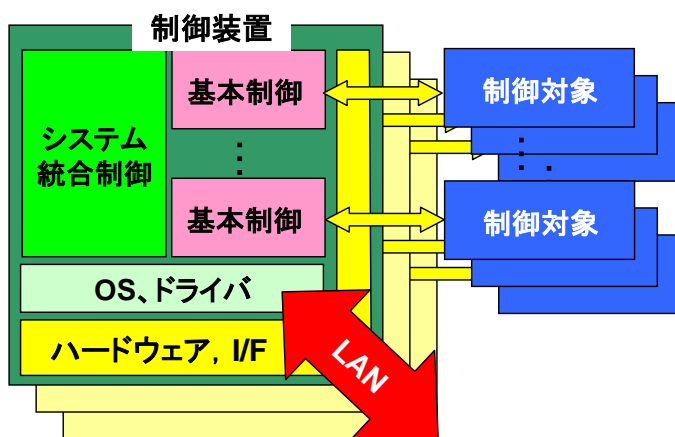 制御装置
基本制御
制御対象
システム
統合制御
基本制御
制御対象
OS、ドライバ
ハードウェア, I/F
LAN